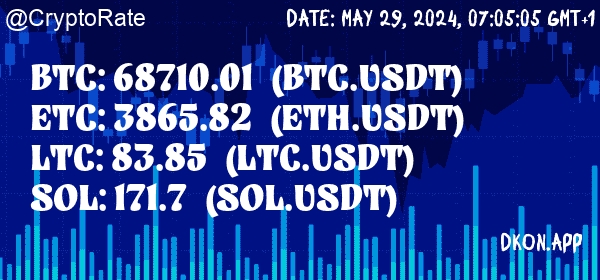 @CryptoRate
DATE: MAY 29, 2024, 07:05:05 GMT+1
BTC: 68710.01 (BTC.USDT)
ETC: 3865.82 (ETH.USDT)
LTC: 83.85 (LTC.USDT)
SOL: 171.7 (SOL.USDT)
DKON.APP